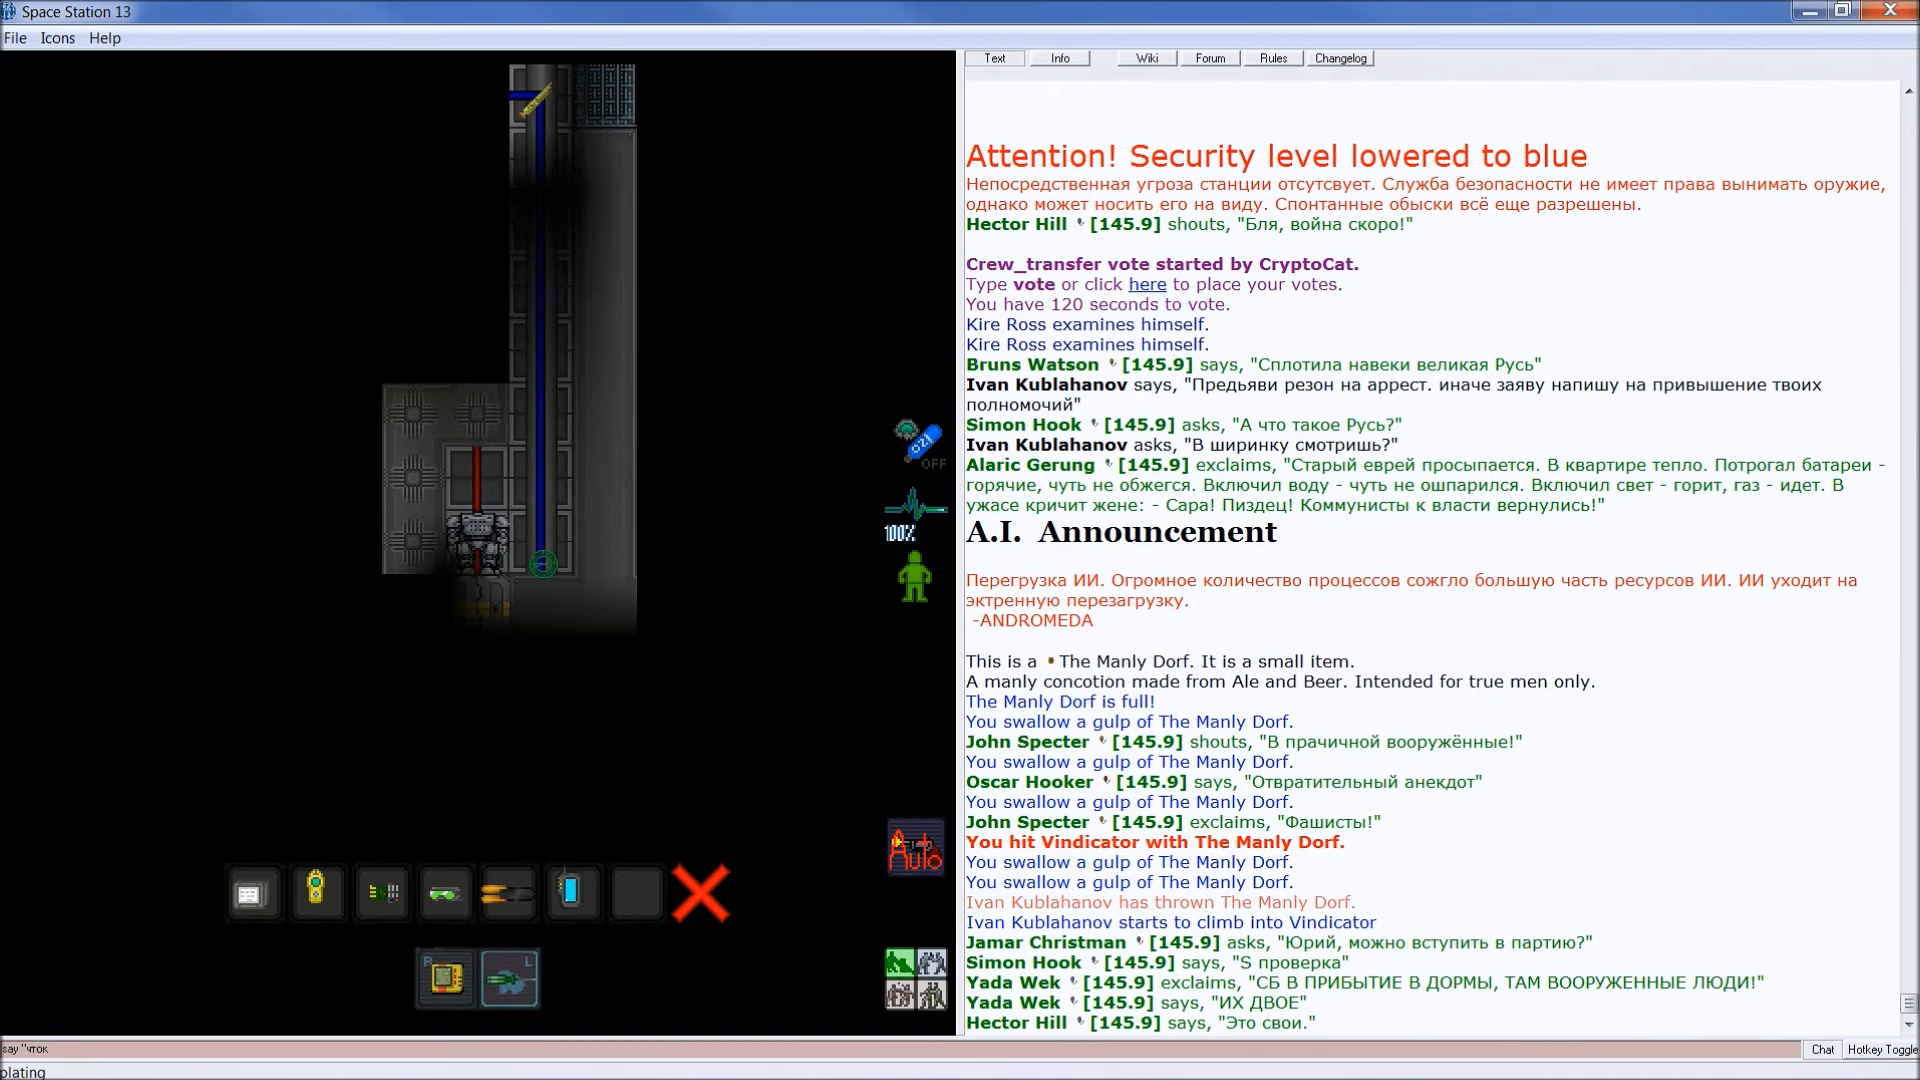 Space Station 13
File Icons Help
Text Info Wiki Forum Rules Changelog
Attention! Security level lowered to blue
Непосредственная угроза станции отсутсвует. Служба безопасности не имеет права вынимать оружие,
однако может носить его на виду. Спонтанные обыски всё еще разрешены.
Hector Hill [145.9] shouts, "Бля, война скоро!"
Crew_transfer vote started by CryptoCat.
Type vote or click here to place your votes.
You have 120 seconds to vote.
Kire Ross examines himself.
Kire Ross examines himself.
Bruns Watson [145.9] says, "Сплотила навеки великая Русь"
Ivan Kublahanov says, "Предьяви резон на аррест. иначе заяву напишу на привышение твоих
полномочий"
Simon Hook [145.9] asks, "А что такое Русь?"
Ivan Kublahanov asks, "В ширинку смотришь?"
Alaric Gerung [145.9] exclaims, "Старый еврей просыпается. В квартире тепло. Потрогал батареи -
горячие, чуть не обжегся. Включил воду - чуть не ошпарился. Включил свет - горит, газ - идет. В
ужасе кричит жене: - Сара! Пиздец! Коммунисты к власти вернулись!"
A.I. Announcement
Перегрузка ИИ. Огромное количество процессов сожгло большую часть ресурсов ИИ. ИИ уходит на
эктренную перезагрузку.
-ANDROMEDA
This is a The Manly Dorf. It is a small item.
A manly concotion made from Ale and Beer. Intended for true men only.
The Manly Dorf is full!
You swallow a gulp of The Manly Dorf.
John Specter [145.9] shouts, "В прачичной вооружённые!"
You swallow a gulp of The Manly Dorf.
Oscar Hooker [145.9] says, "Отвратительный анекдот"
You swallow a gulp of The Manly Dorf.
John Specter [145.9] exclaims, "Фашисты!"
You hit Vindicator with The Manly Dorf.
You swallow a gulp of The Manly Dorf.
You swallow a gulp of The Manly Dorf.
Ivan Kublahanov has thrown The Manly Dorf.
Ivan Kublahanov starts to climb into Vindicator
Jamar Christman [145.9] asks, "Юрий, можно вступить в партию?"
Simon Hook [145.9] says, "S проверка"
Yada Wek [145.9] exclaims, "СБ В ПРИБЫТИЕ В ДОРМЫ, ТАМ ВООРУЖЕННЫЕ ЛЮДИ!"
Yada Wek [145.9] says, "ИХ ДВОЕ"
Hector Hill [145.9] says, "Это свои."
O2
OFF
100%
Auto
R L
say "чток
Chat Hotkey Toggle
plating